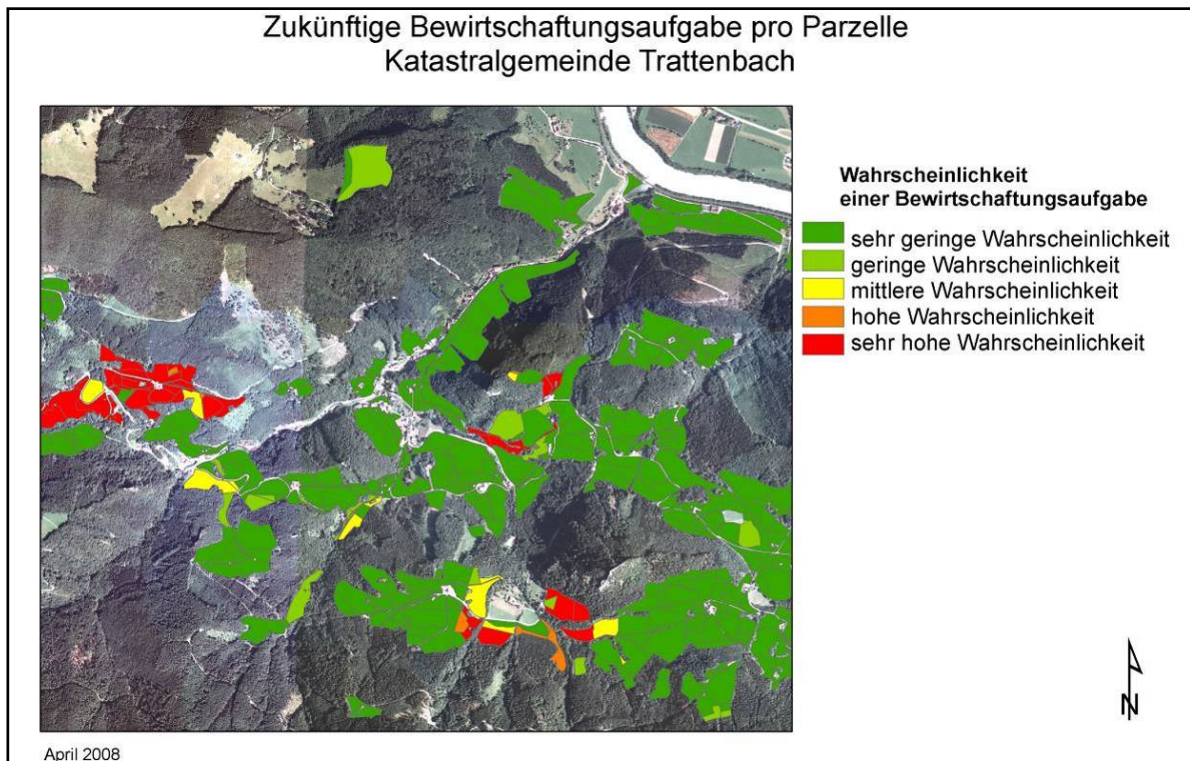 Zukünftige Bewirtschaftungsaufgabe pro Parzelle
Katastralgemeinde Trattenbach
Wahrscheinlichkeit
einer Bewirtschaftungsaufgabe
sehr geringe Wahrscheinlichkeit
geringe Wahrscheinlichkeit
mittlere Wahrscheinlichkeit
hohe Wahrscheinlichkeit
sehr hohe Wahrscheinlichkeit
N
April 2008